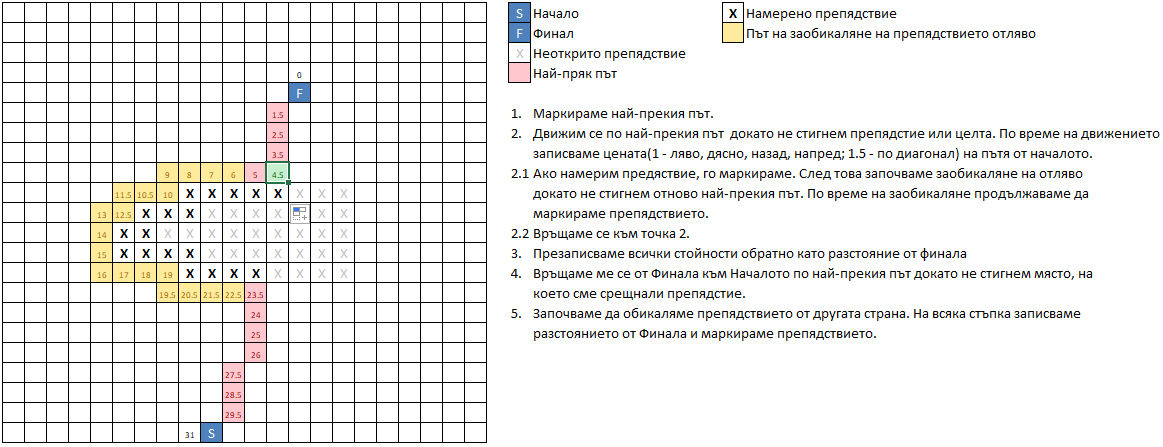 S Начало X Намерено препядствие
F Финал Път на заобикаляне на препядствието отляво
X Неоткрито препядствие
Най-пряк път
0
F
1.5
2.5
3.5
9 8 7 6 5 4.5
11.5 10.5 10 X X X X X X X X
13 12.5 X X X X X X X X X
14 X X X X X X X X X X X
15 X X X X X X X X X X X
16 17 18 19 X X X X X X X X
19.5 20.5 21.5 22.5 23.5
24
25
26
27.5
28.5
29.5
31 S
1. Маркираме най-прекия път.
2. Движим се по най-прекия път докато не стигнем препядстие или целта. По време на движението
записваме цената(1 - ляво, дясно, назад, напред; 1.5 - по диагонал) на пътя от началото.
2.1 Ако намерим предяствие, го маркираме. След това започваме заобикаляне на отляво
докато не стигнем отново най-прекия път. По време на заобикаляне продължаваме да
маркираме препядствието.
2.2 Връщаме се към точка 2.
3. Презаписваме всички стойности обратно като разстояние от финала
4. Връщаме ме се от Финала към Началото по най-прекия път докато не стигнем място, на
което сме срещнали препядстие.
5. Започваме да обикаляме препядствието от другата страна. На всяка стъпка записваме
разстоянието от Финала и маркираме препядствието.